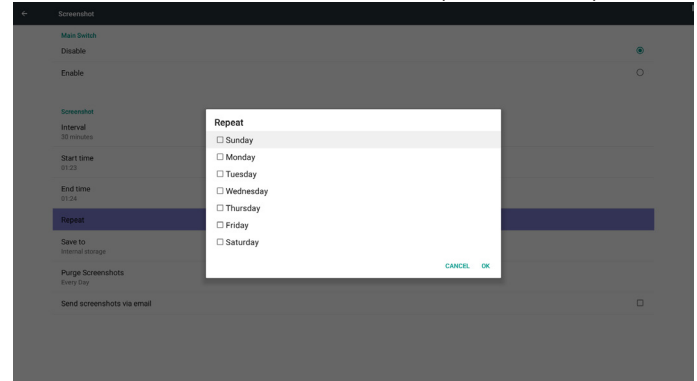 Screenshot
Main Switch
Disable
Enable
Screenshot
Interval
30 minutes
Start time
01:23
End time
01:24
Repeat
Save to
Internal storage
Purge Screenshots
Every Day
Send screenshots via email
Repeat
Sunday
Monday
Tuesday
Wednesday
Thursday
Friday
Saturday
CANCEL OK